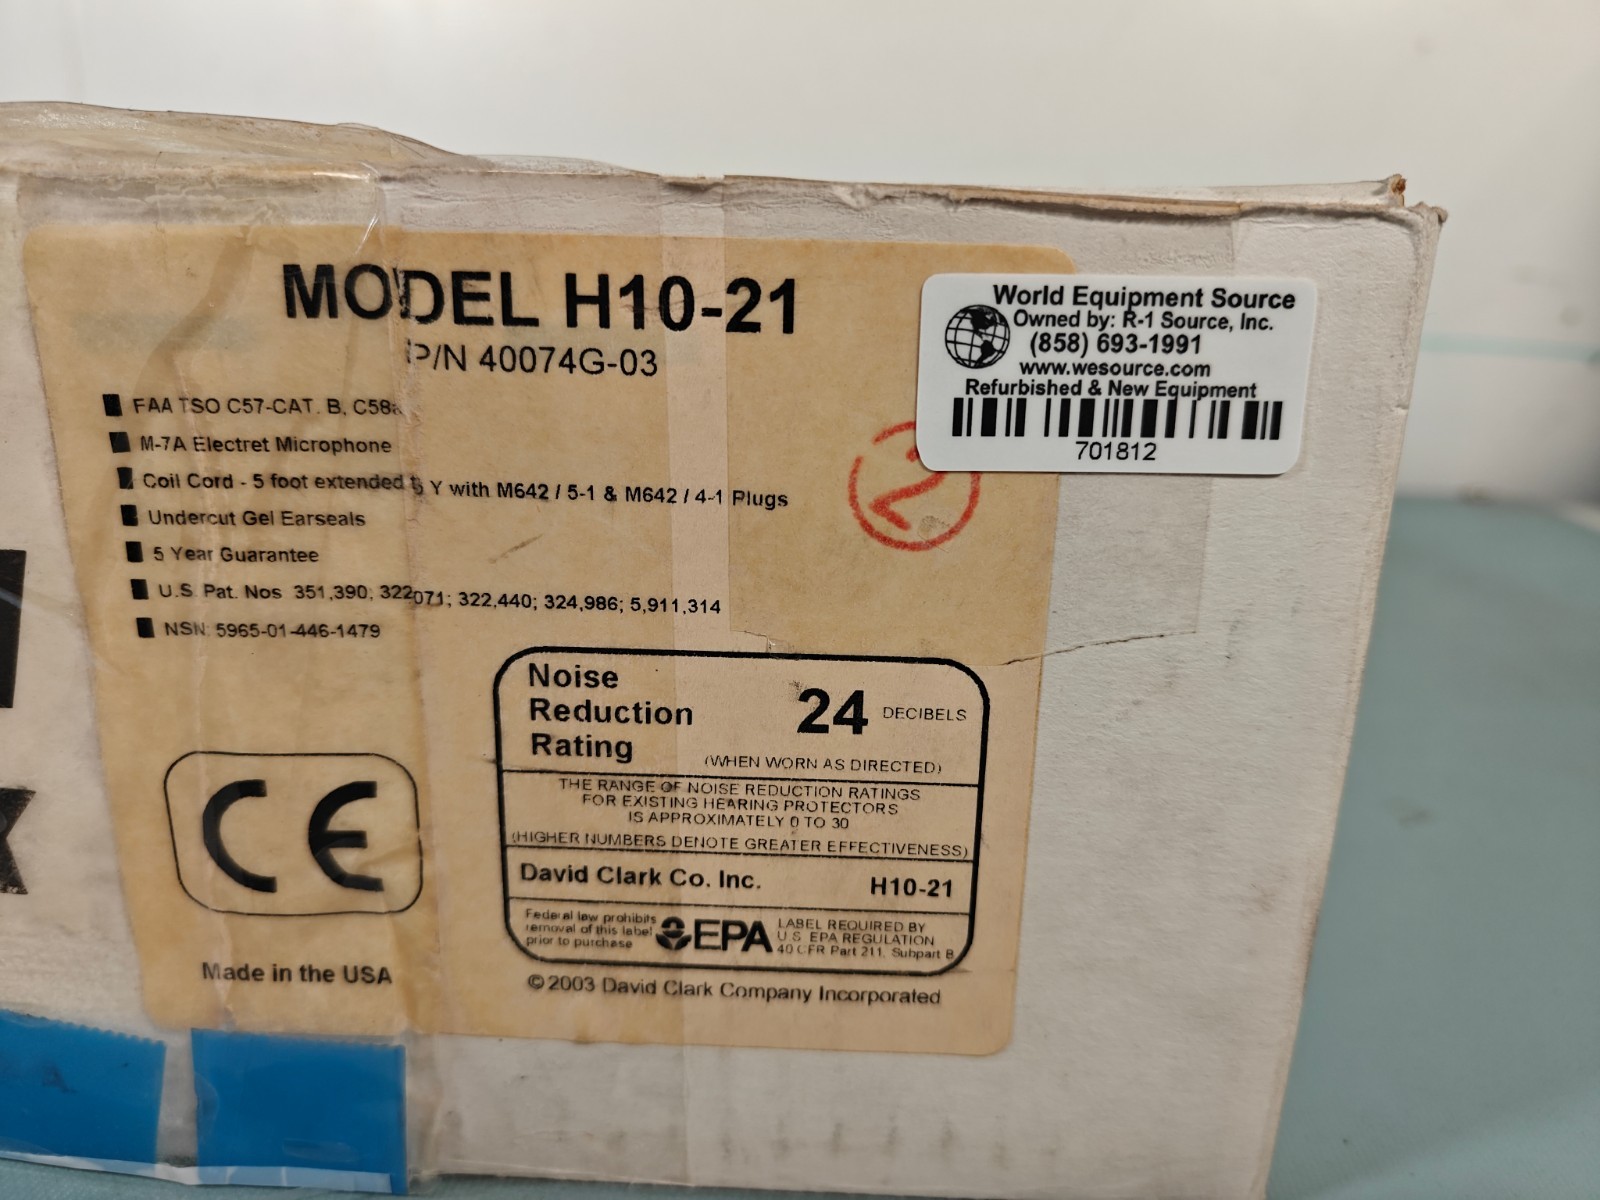 MODEL H10-21
P/N 40074G-03
FAA TSO C57-CAT. B, C58a
M-7A Electret Microphone
Coil Cord - 5 foot extended to Y with M642 / 5-1 & M642 / 4-1 Plugs
Undercut Gel Earseals
5 Year Guarantee
U.S. Pat. Nos 351,390; 322,071; 322,440; 324,986; 5,911,314
NSN: 5965-01-446-1479
World Equipment Source
Owned by: R-1 Source, Inc.
(858) 693-1991
www.wesource.com
Refurbished & New Equipment
701812
2
Noise
Reduction
Rating
24 DECIBELS
(WHEN WORN AS DIRECTED)
THE RANGE OF NOISE REDUCTION RATINGS
FOR EXISTING HEARING PROTECTORS
IS APPROXIMATELY 0 TO 30
(HIGHER NUMBERS DENOTE GREATER EFFECTIVENESS)
David Clark Co. Inc. H10-21
Federal law prohibits
removal of this label
prior to purchase
EPA
LABEL REQUIRED BY
U.S. EPA REGULATION
40 CFR Part 211, Subpart B
CE
Made in the USA
©2003 David Clark Company Incorporated